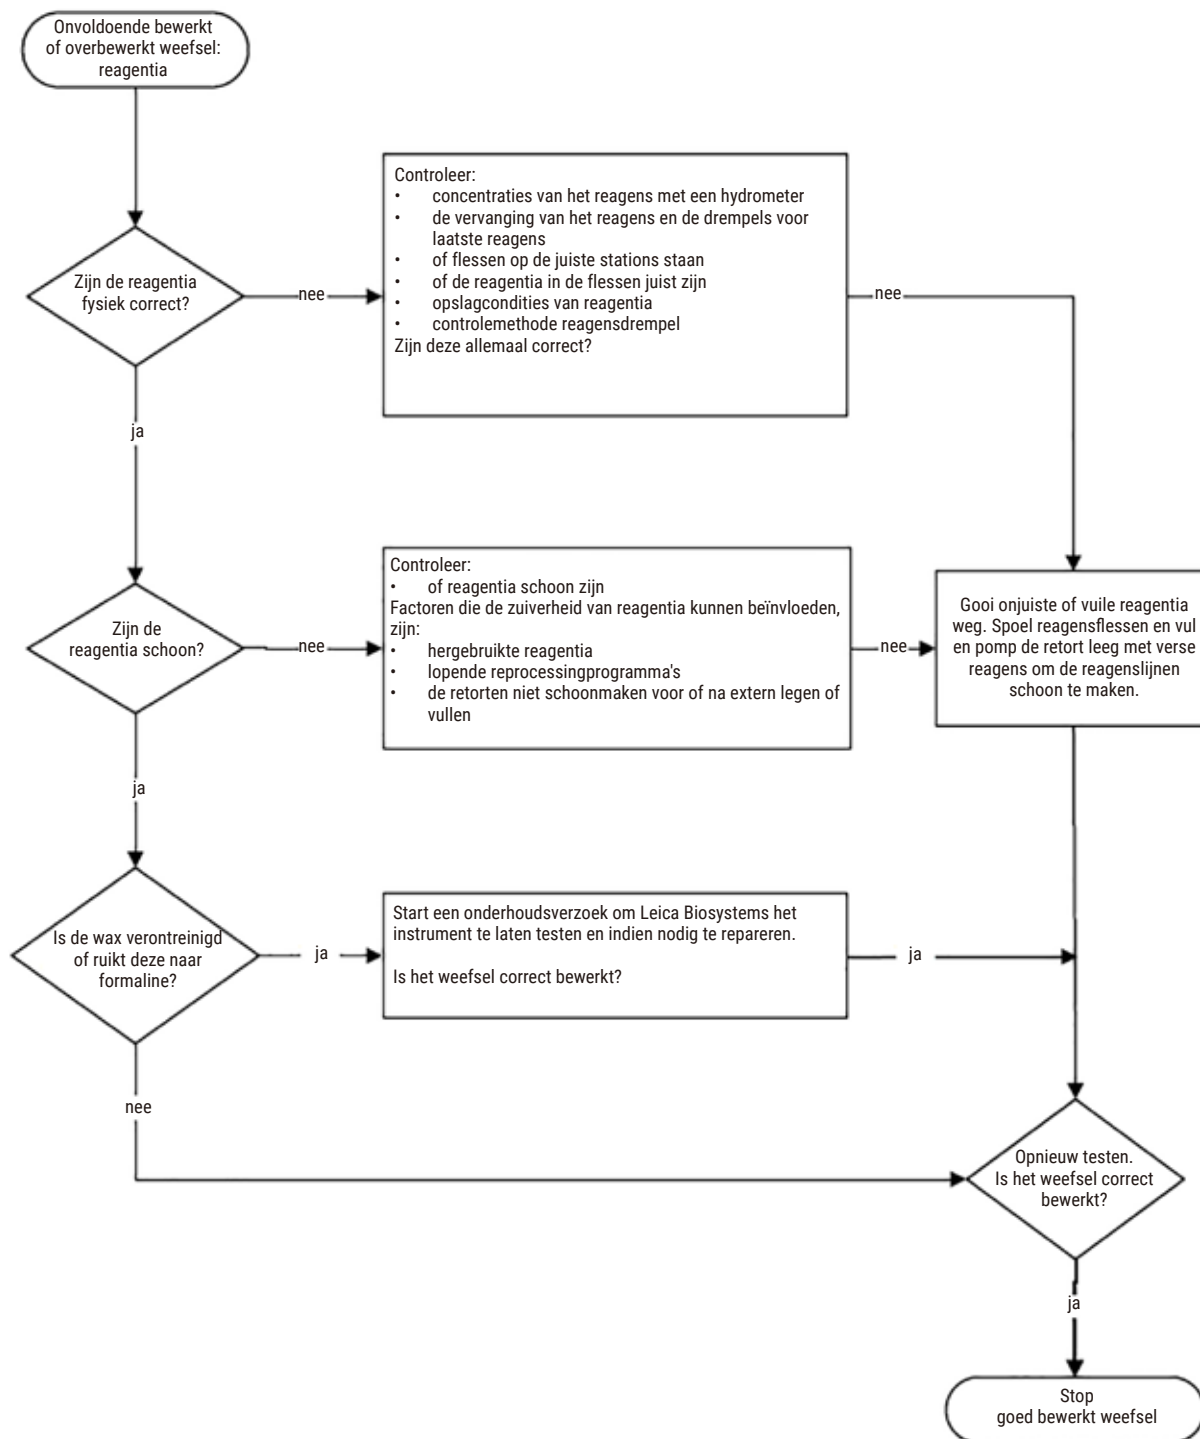 Onvoldoende bewerkt
of overbewerkt weefsel:
reagentia
Controleer:
• concentraties van het reagens met een hydrometer
• de vervanging van het reagens en de drempels voor
laatste reagens
• of flessen op de juiste stations staan
• of de reagentia in de flessen juist zijn
• opslagcondities van reagentia
• controlemethode reagensdrempel
Zijn deze allemaal correct?
Zijn de reagentia
fysiek correct?
nee
nee
ja
Controleer:
• of reagentia schoon zijn
Factoren die de zuiverheid van reagentia kunnen beïnvloeden,
zijn:
• hergebruikte reagentia
• lopende reprocessingprogramma's
• de retorten niet schoonmaken voor of na extern legen of
vullen
Zijn de
reagentia schoon?
nee
nee
Gooi onjuiste of vuile reagentia
weg. Spoel reagensflessen en vul
en pomp de retort leeg met verse
reagens om de reagenslijnen
schoon te maken.
ja
Is de wax verontreinigd
of ruikt deze naar
formaline?
ja
Start een onderhoudsverzoek om Leica Biosystems het
instrument te laten testen en indien nodig te repareren.
Is het weefsel correct bewerkt?
ja
nee
Opnieuw testen.
Is het weefsel correct
bewerkt?
ja
Stop
goed bewerkt weefsel